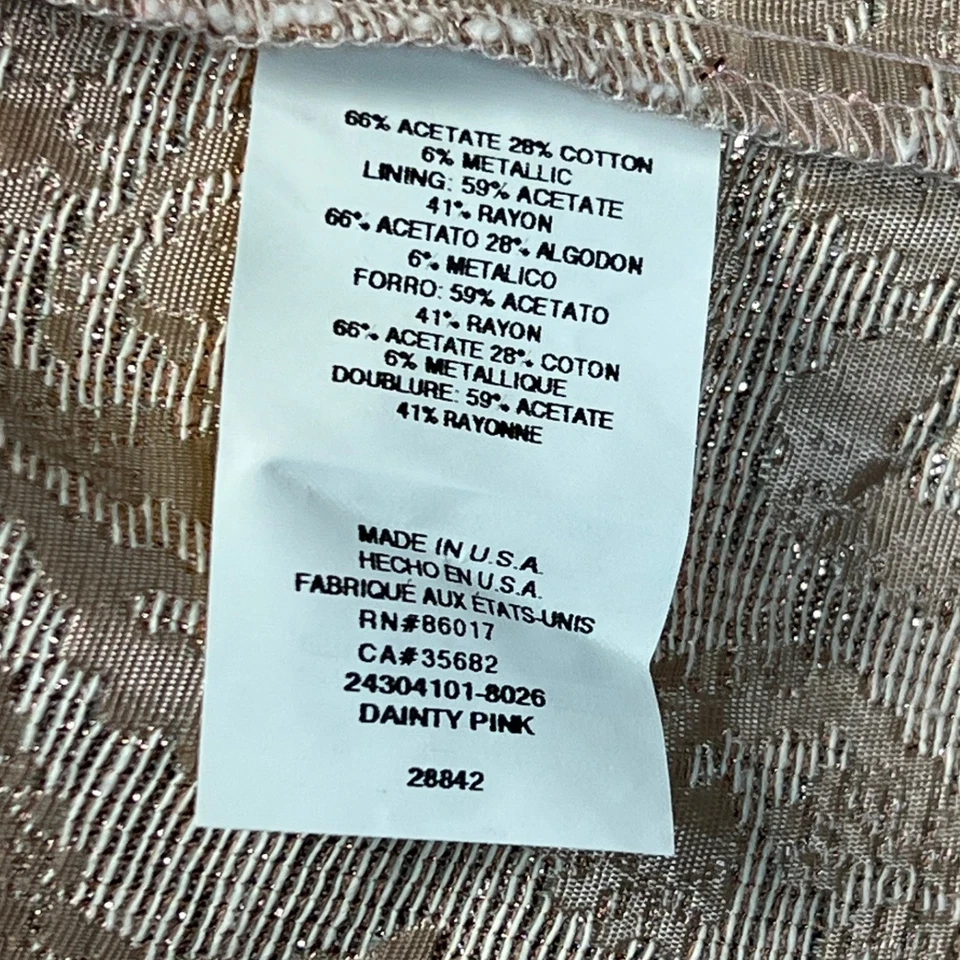 66% ACETATE 28% COTTON
6% METALLIC
LINING: 59% ACETATE
41% RAYON
66% ACETATO 28% ALGODON
6% METALICO
FORRO: 59% ACETATO
41% RAYON
66% ACETATE 28% COTON
6% METALLIQUE
DOUBLURE: 59% ACETATE
41% RAYONNE
MADE IN U.S.A.
HECHO EN U.S.A.
FABRIQUÉ AUX ÉTATS-UNIS
RN#86017
CA#35682
24304101-8026
DAINTY PINK
28842